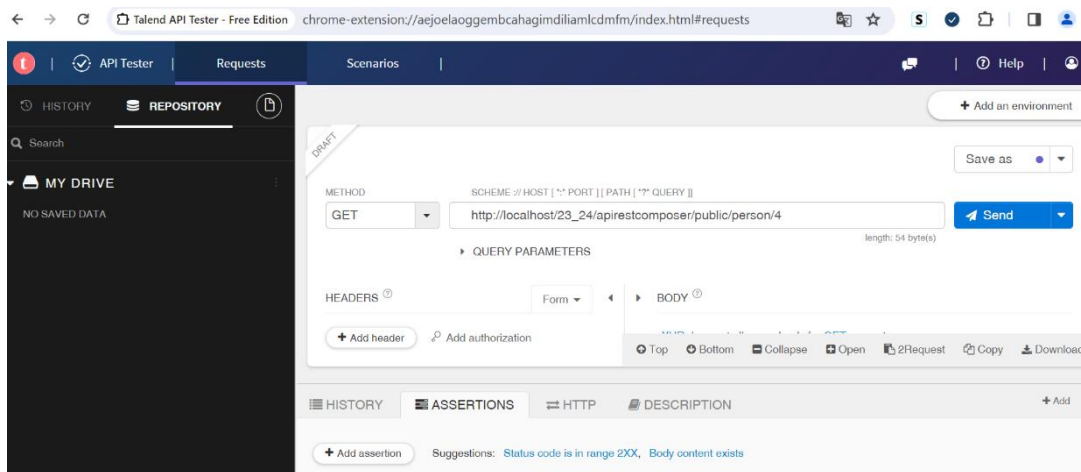 Talend API Tester - Free Edition chrome-extension://aejoelaoggembcahagimdiliamlcdmfm/index.html#requests S
t API Tester Requests Scenarios Help
HISTORY REPOSITORY
+ Add an environment
Search
DRAFT
Save as
MY DRIVE
NO SAVED DATA
METHOD SCHEME :// HOST [ ":" PORT ] [ PATH [ "?" QUERY ]]
GET http://localhost/23_24/apirestcomposer/public/person/4 Send
length: 54 byte(s)
QUERY PARAMETERS
HEADERS ? Form BODY ?
+ Add header Add authorization
Top Bottom Collapse Open 2Request Copy Download
HISTORY ASSERTIONS HTTP DESCRIPTION + Add
+ Add assertion Suggestions: Status code is in range 2XX, Body content exists